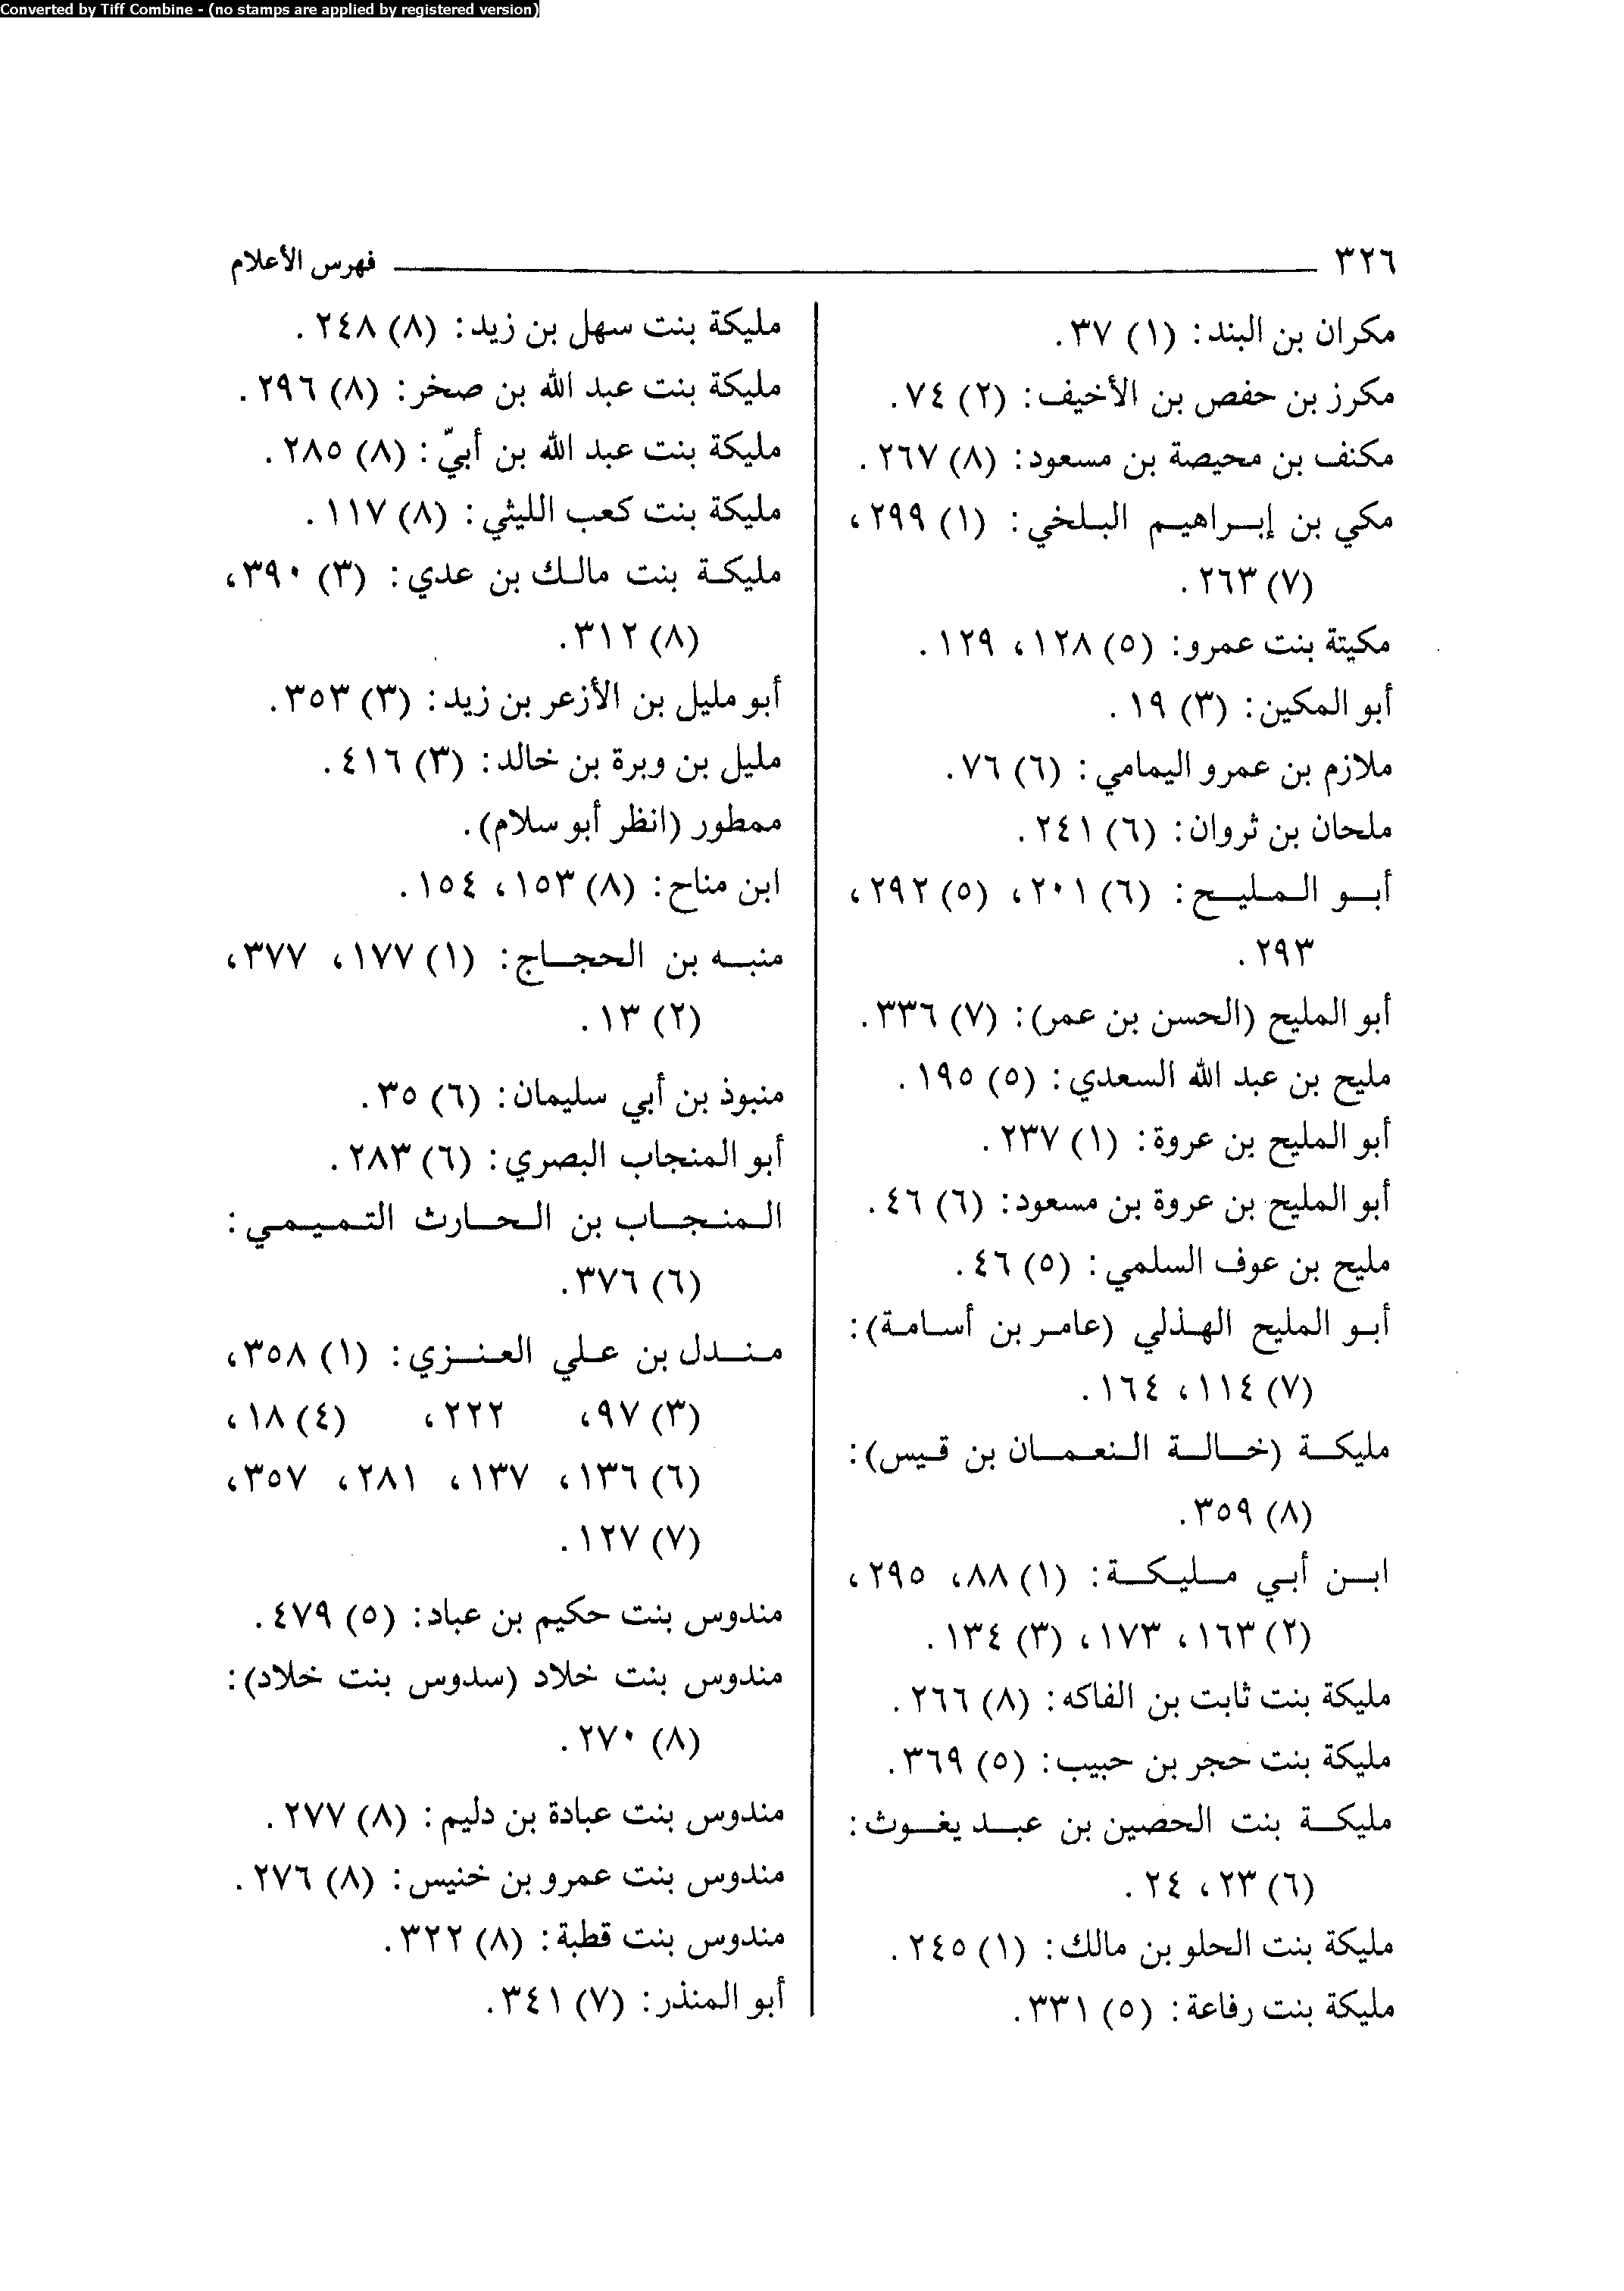 Converted by Tiff Combine - (no stamps are applied by registered version)
٣٢٦ فهرس الأعلام
مكران بن البند: (١) ٣٧.
مكرز بن حفص بن الأخيف: (٢) ٧٤.
مكنف بن محيصة بن مسعود: (٨) ٢٦٧.
مكي بن إبراهيم البلخي: (١) ٢٩٩،
(٧) ٢٦٣.
مكيتة بنت عمرو: (٥) ١٢٨، ١٢٩.
أبو المكين: (٣) ١٩.
ملازم بن عمرو اليمامي: (٦) ٧٦.
ملحان بن ثروان: (٦) ٢٤١.
أبو المليح: (٦) ٢٠١، (٥) ٢٩٢،
٢٩٣.
أبو المليح (الحسن بن عمر): (٧) ٣٣٦.
مليح بن عبد الله السعدي: (٥) ١٩٥.
أبو المليح بن عروة: (١) ٢٣٧.
أبو المليح بن عروة بن مسعود: (٦) ٤٦.
مليح بن عوف السلمي: (٥) ٤٦.
أبو المليح الهذلي (عامر بن أسامة):
(٧) ١١٤، ١٦٤.
مليكة (خالة النعمان بن قيس):
(٨) ٣٥٩.
ابن أبي مليكة: (١) ٨٨، ٢٩٥،
(٢) ١٦٣، ١٧٣، (٣) ١٣٤.
مليكة بنت ثابت بن الفاكه: (٨) ٢٦٦.
مليكة بنت حجر بن حبيب: (٥) ٣٦٩.
مليكة بنت الحصين بن عبد يغوث:
(٦) ٢٣، ٢٤.
مليكة بنت الحلو بن مالك: (١) ٢٤٥.
مليكة بنت رفاعة: (٥) ٣٣١.
مليكة بنت سهل بن زيد: (٨) ٢٤٨.
مليكة بنت عبد الله بن صخر: (٨) ٢٩٦.
مليكة بنت عبد الله بن أبيّ: (٨) ٢٨٥.
مليكة بنت كعب الليثي: (٨) ١١٧.
مليكة بنت مالك بن عدي: (٣) ٣٩٠،
(٨) ٣١٢.
أبو مليل بن الأزعر بن زيد: (٣) ٣٥٣.
مليل بن وبرة بن خالد: (٣) ٤١٦.
ممطور (انظر أبو سلام).
ابن مناح: (٨) ١٥٣، ١٥٤.
منبه بن الحجاج: (١) ١٧٧، ٣٧٧،
(٢) ١٣.
منبوذ بن أبي سليمان: (٦) ٣٥.
أبو المنجاب البصري: (٦) ٢٨٣.
المنجاب بن الحارث التميمي:
(٦) ٣٧٦.
مندل بن علي العنزي: (١) ٣٥٨،
(٣) ٩٧، ٢٢٢، (٤) ١٨،
(٦) ١٣٦، ١٣٧، ٢٨١، ٣٥٧،
(٧) ١٢٧.
مندوس بنت حكيم بن عباد: (٥) ٤٧٩.
مندوس بنت خلاد (سدوس بنت خلاد):
(٨) ٢٧٠.
مندوس بنت عبادة بن دليم: (٨) ٢٧٧.
مندوس بنت عمرو بن خنيس: (٨) ٢٧٦.
مندوس بنت قطبة: (٨) ٣٢٢.
أبو المنذر: (٧) ٣٤١.